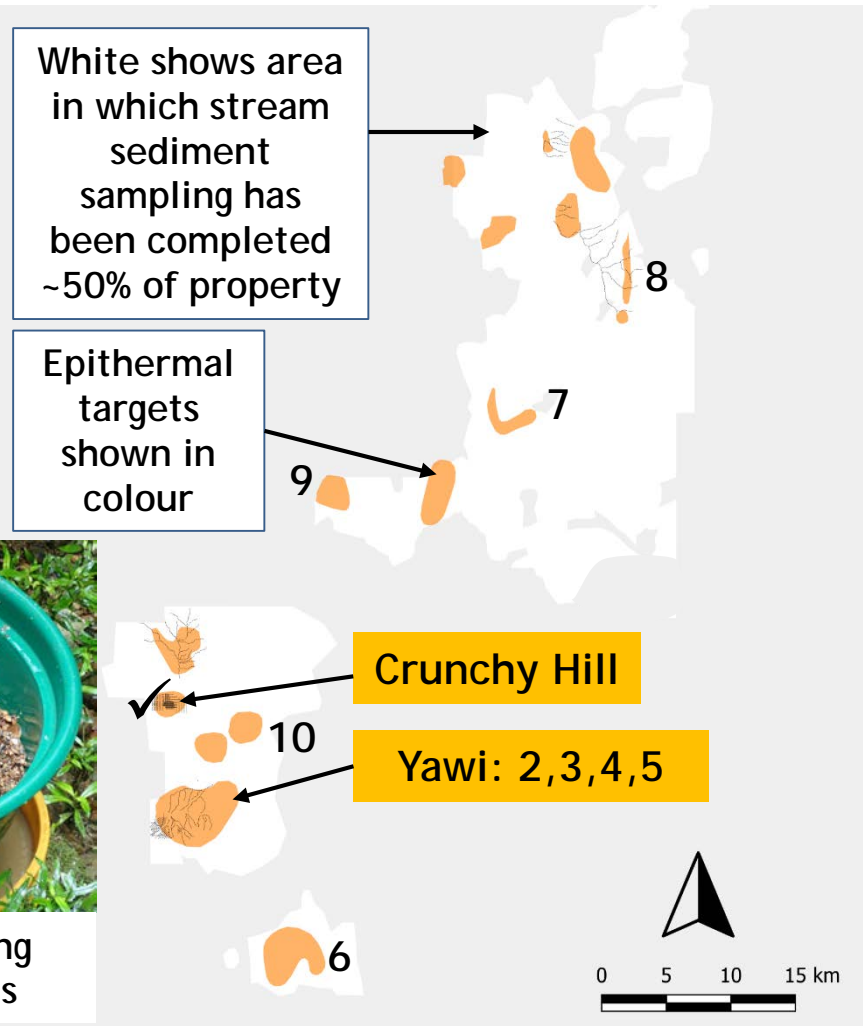 White shows area
in which stream
sediment
sampling has
been completed
~50% of property
8
Epithermal
targets
shown in
colour
7
9
Crunchy Hill
10
Yawi: 2,3,4,5
6
0 5 10 15 km